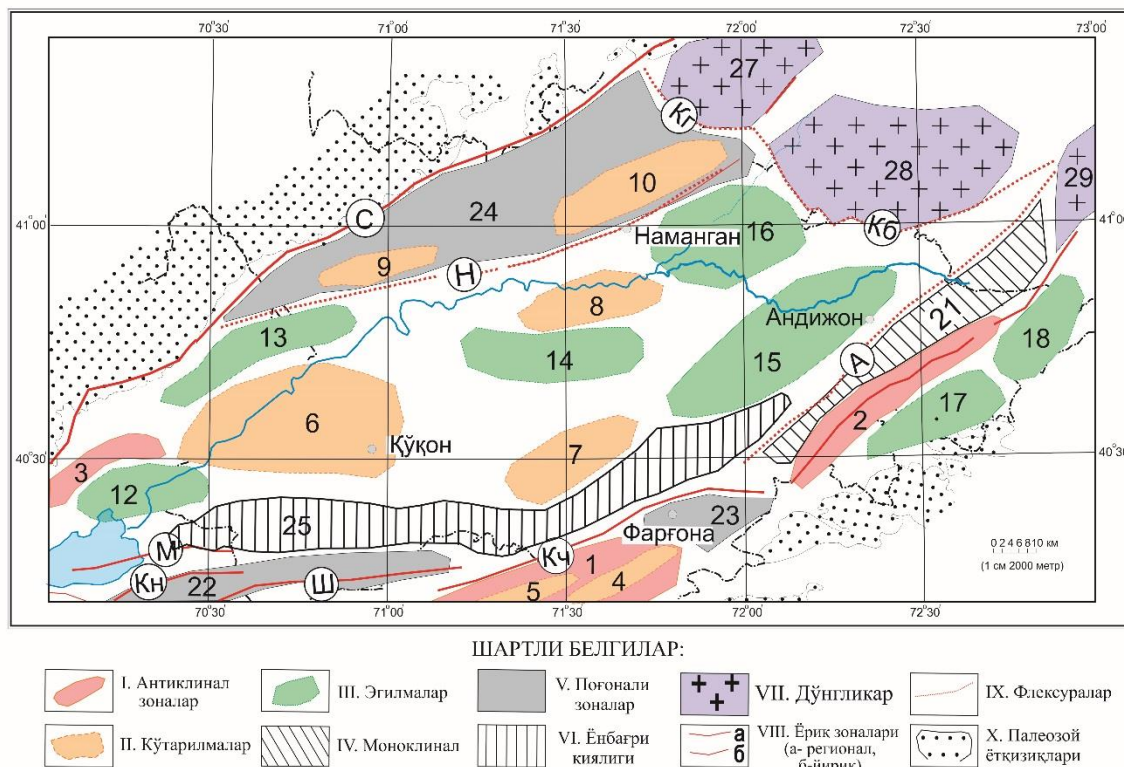 70°30' 71°00' 71°30' 72°00' 72°30' 73°00'
27
Кг
28
29
10
24
С
41°00' 41°00'
16
Кб
Наманган
9
Н
8
21
Андижон
13
18
14
15
А
6
2
17
Қўқон
7
40°30' 40°30'
3
12
25
23
Фарғона
0 2 4 6 8 10 км
(1 см 2000 метр)
М
Кч
1
Кн
22
Ш
5
4
70°30' 71°00' 71°30' 72°00' 72°30' 73°00'
ШАРТЛИ БЕЛГИЛАР:
I. Антиклинал
зоналар
III. Эгилмалар
V. Поғонали
зоналар
VII. Дўнгликар
IX. Флексуралар
II. Кўтарилмалар
IV. Моноклинал
VI. Ёнбағри
киялиги
а
б
VIII. Ёриқ зоналари
(а- регионал,
б-йирик)
X. Палеозой
ётқизиқлари